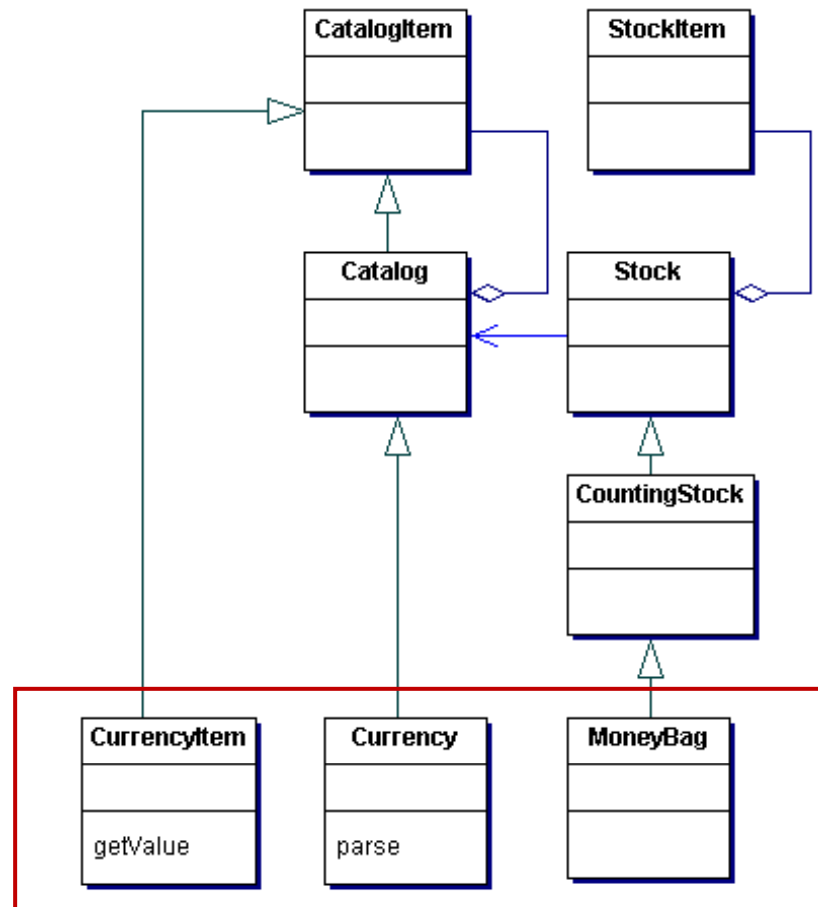 CatalogItem
StockItem
Catalog
Stock
CountingStock
CurrencyItem
Currency
MoneyBag
getValue
parse